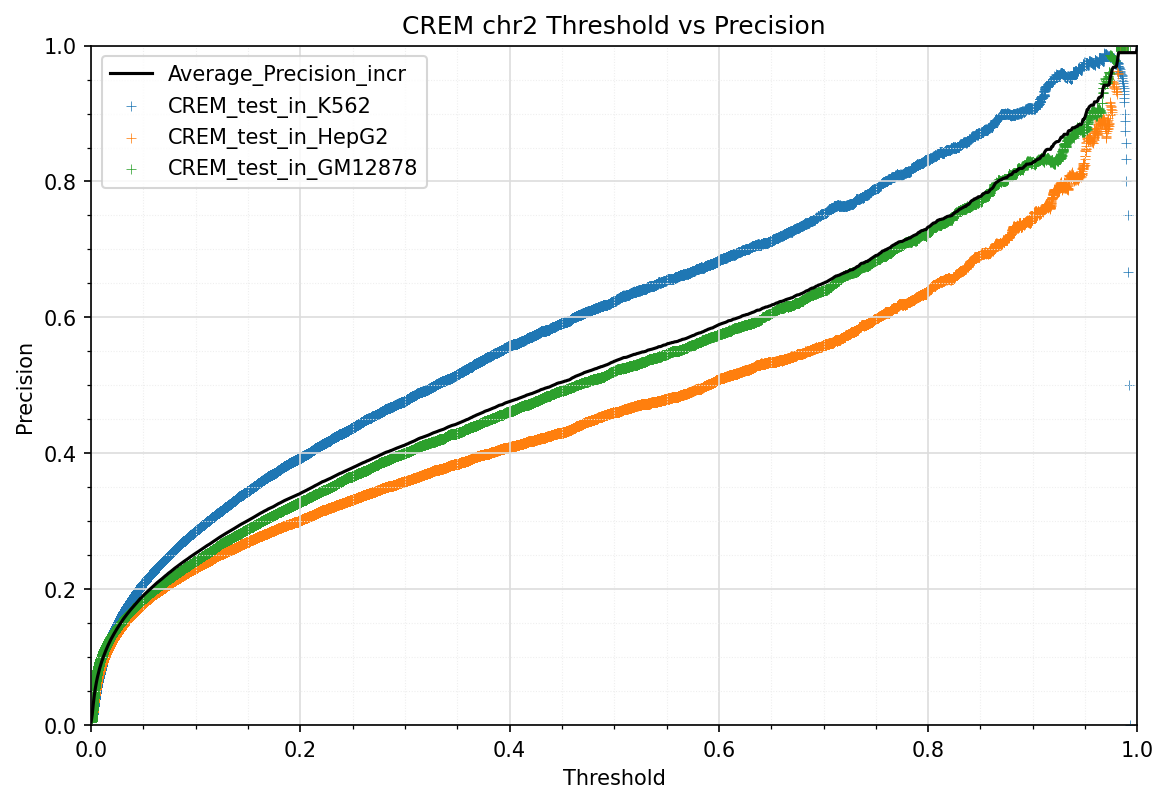 CREM chr2 Threshold vs Precision
Average_Precision_incr
CREM_test_in_K562
CREM_test_in_HepG2
CREM_test_in_GM12878
Precision
1.0
0.8
0.6
0.4
0.2
0.0
0.0 0.2 0.4 0.6 0.8 1.0
Threshold